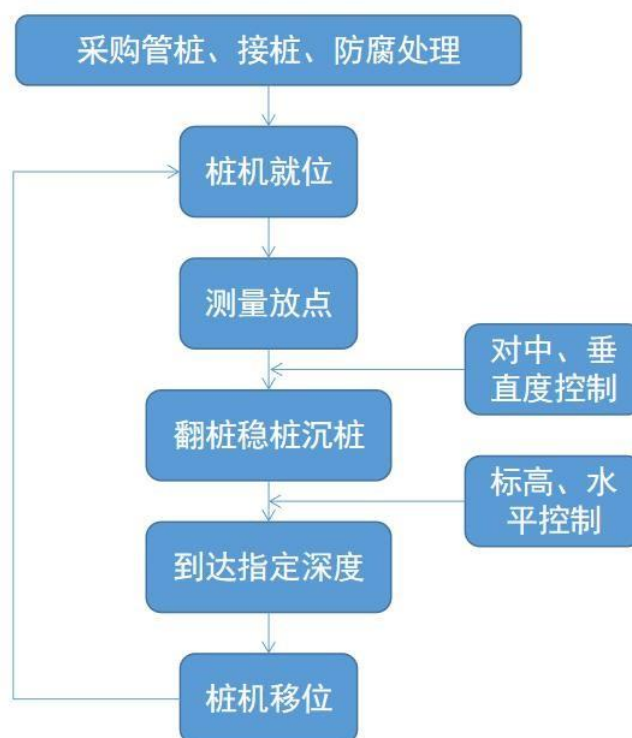 采购管桩、接桩、防腐处理
桩机就位
测量放点
对中、垂
直度控制
翻桩稳桩沉桩
标高、水
平控制
到达指定深度
桩机移位